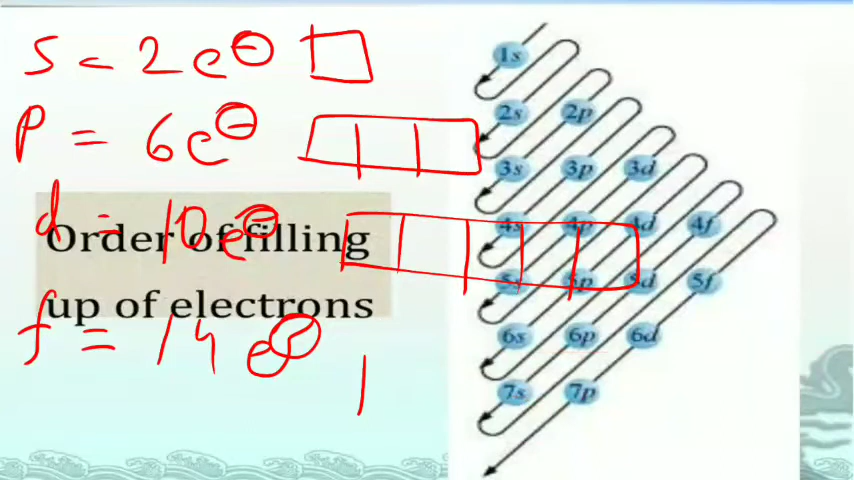 s = 2e⊖
p = 6e⊖
d = 10e⊖
f = 14e⊖
Order of filling
up of electrons
1s
2s 2p
3s 3p 3d
4s 4p 4d 4f
5s 5p 5d 5f
6s 6p 6d
7s 7p